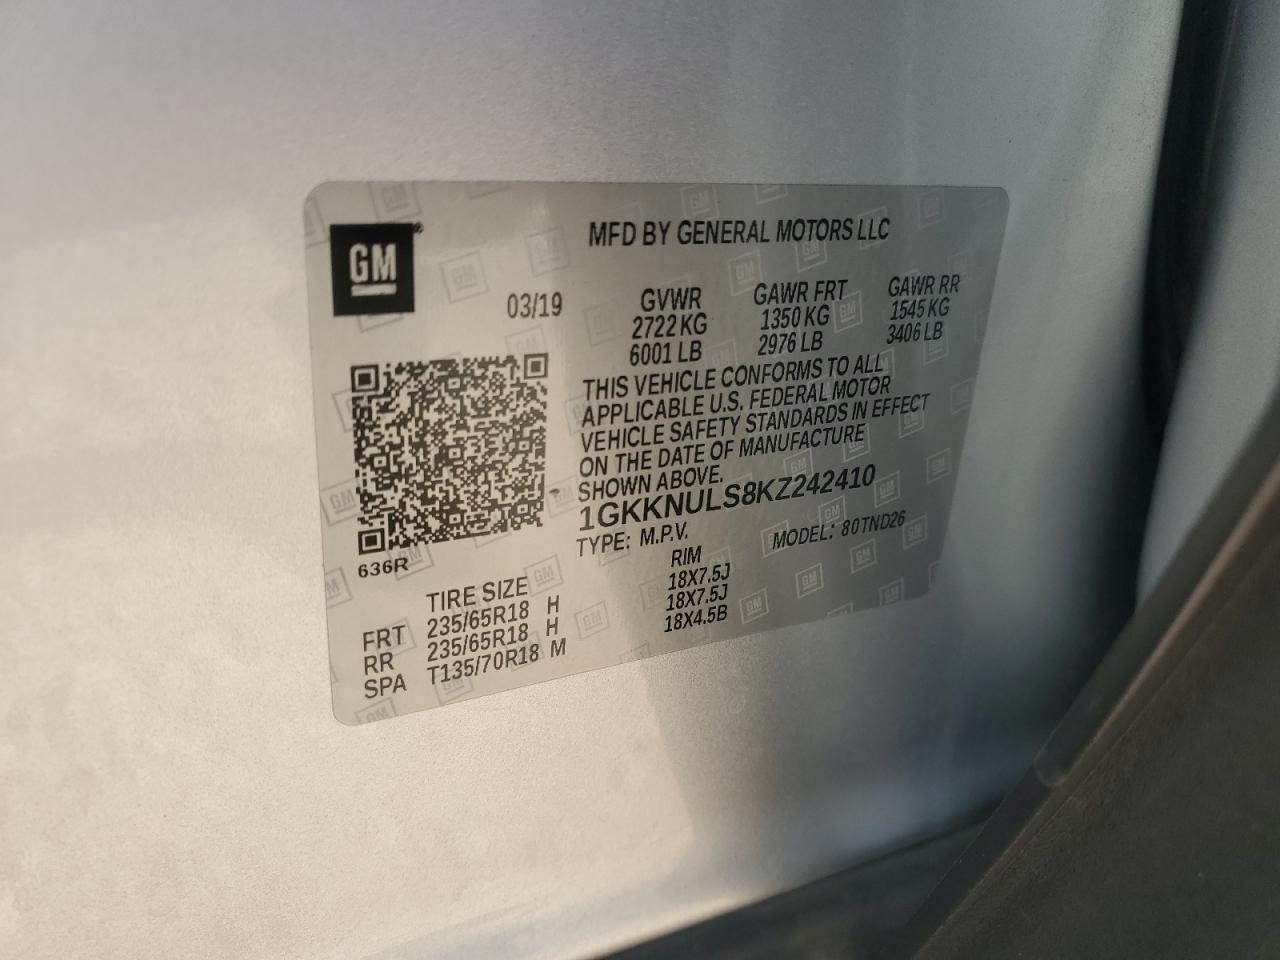 GM
MFD BY GENERAL MOTORS LLC
03/19
GVWR
2722 KG
6001 LB
GAWR FRT
1350 KG
2976 LB
GAWR RR
1545 KG
3406 LB
THIS VEHICLE CONFORMS TO ALL
APPLICABLE U.S. FEDERAL MOTOR
VEHICLE SAFETY STANDARDS IN EFFECT
ON THE DATE OF MANUFACTURE
SHOWN ABOVE.
1GKKNULS8KZ242410
TYPE: M.P.V.
MODEL: 80TND26
636R
TIRE SIZE
RIM
FRT 235/65R18 H 18X7.5J
RR 235/65R18 H 18X7.5J
SPA T135/70R18 M 18X4.5B